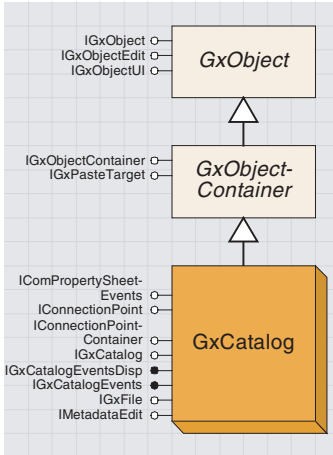 IGxObject
IGxObjectEdit
IGxObjectUI
GxObject
IGxObjectContainer
IGxPasteTarget
GxObject-
Container
IComPropertySheet-
Events
IConnectionPoint
IConnectionPoint-
Container
IGxCatalog
IGxCatalogEventsDisp
IGxCatalogEvents
IGxFile
IMetadataEdit
GxCatalog